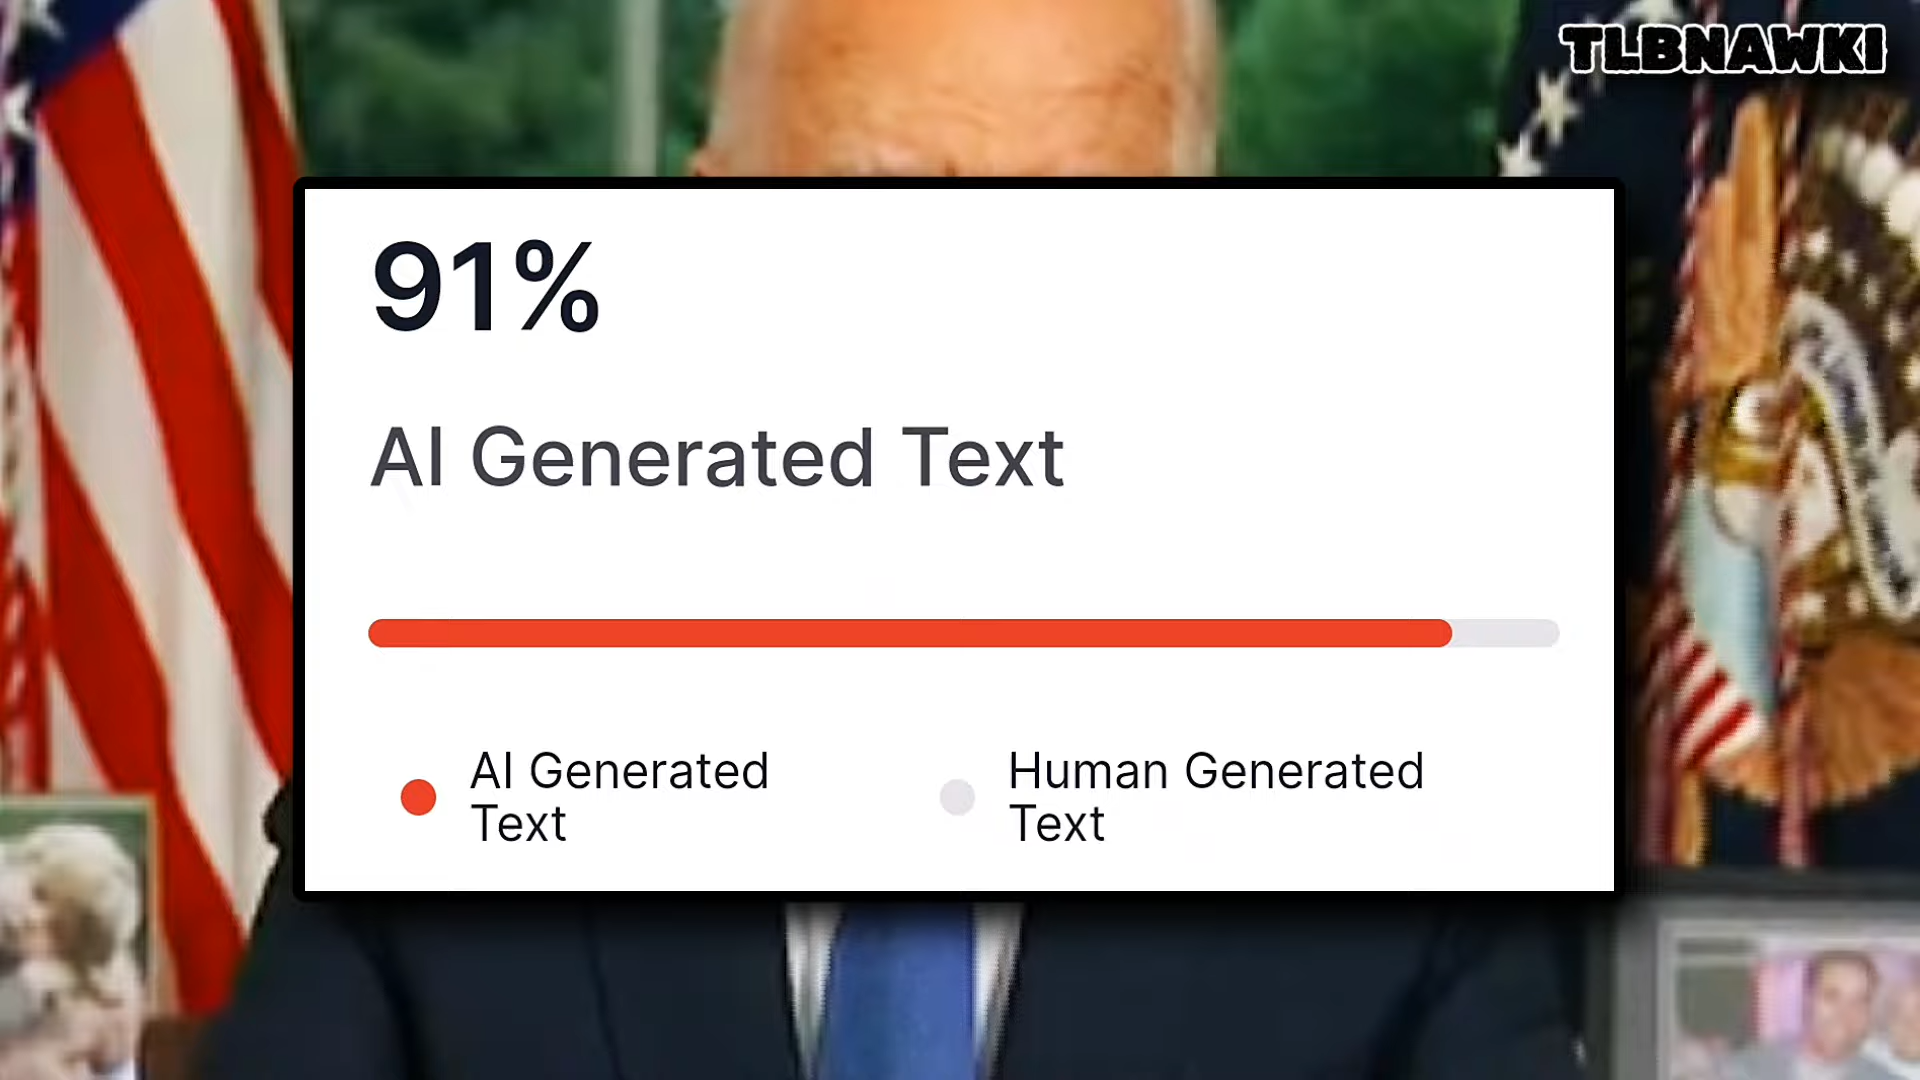 TLBNAWKI
91%
AI Generated Text
AI Generated
Text
Human Generated
Text